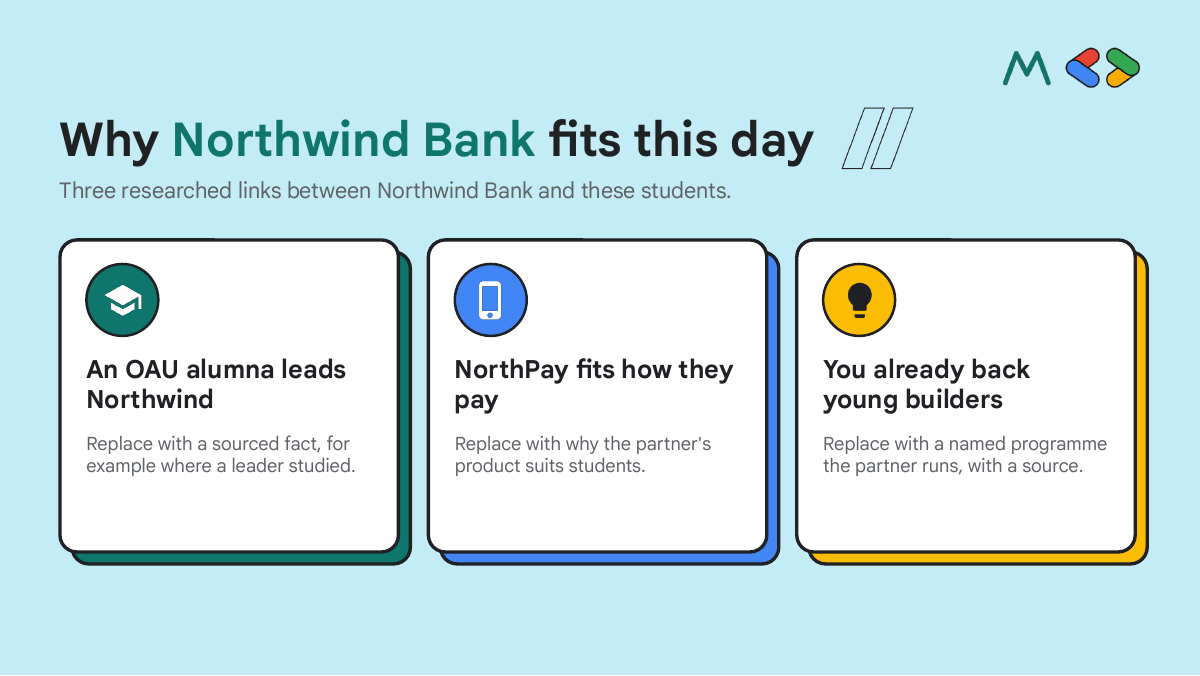 Why Northwind Bank fits this day
Three researched links between Northwind Bank and these students.
An OAU alumna leads
Northwind
Replace with a sourced fact, for
example where a leader studied.
NorthPay fits how they
pay
Replace with why the partner's
product suits students.
You already back
young builders
Replace with a named programme
the partner runs, with a source.